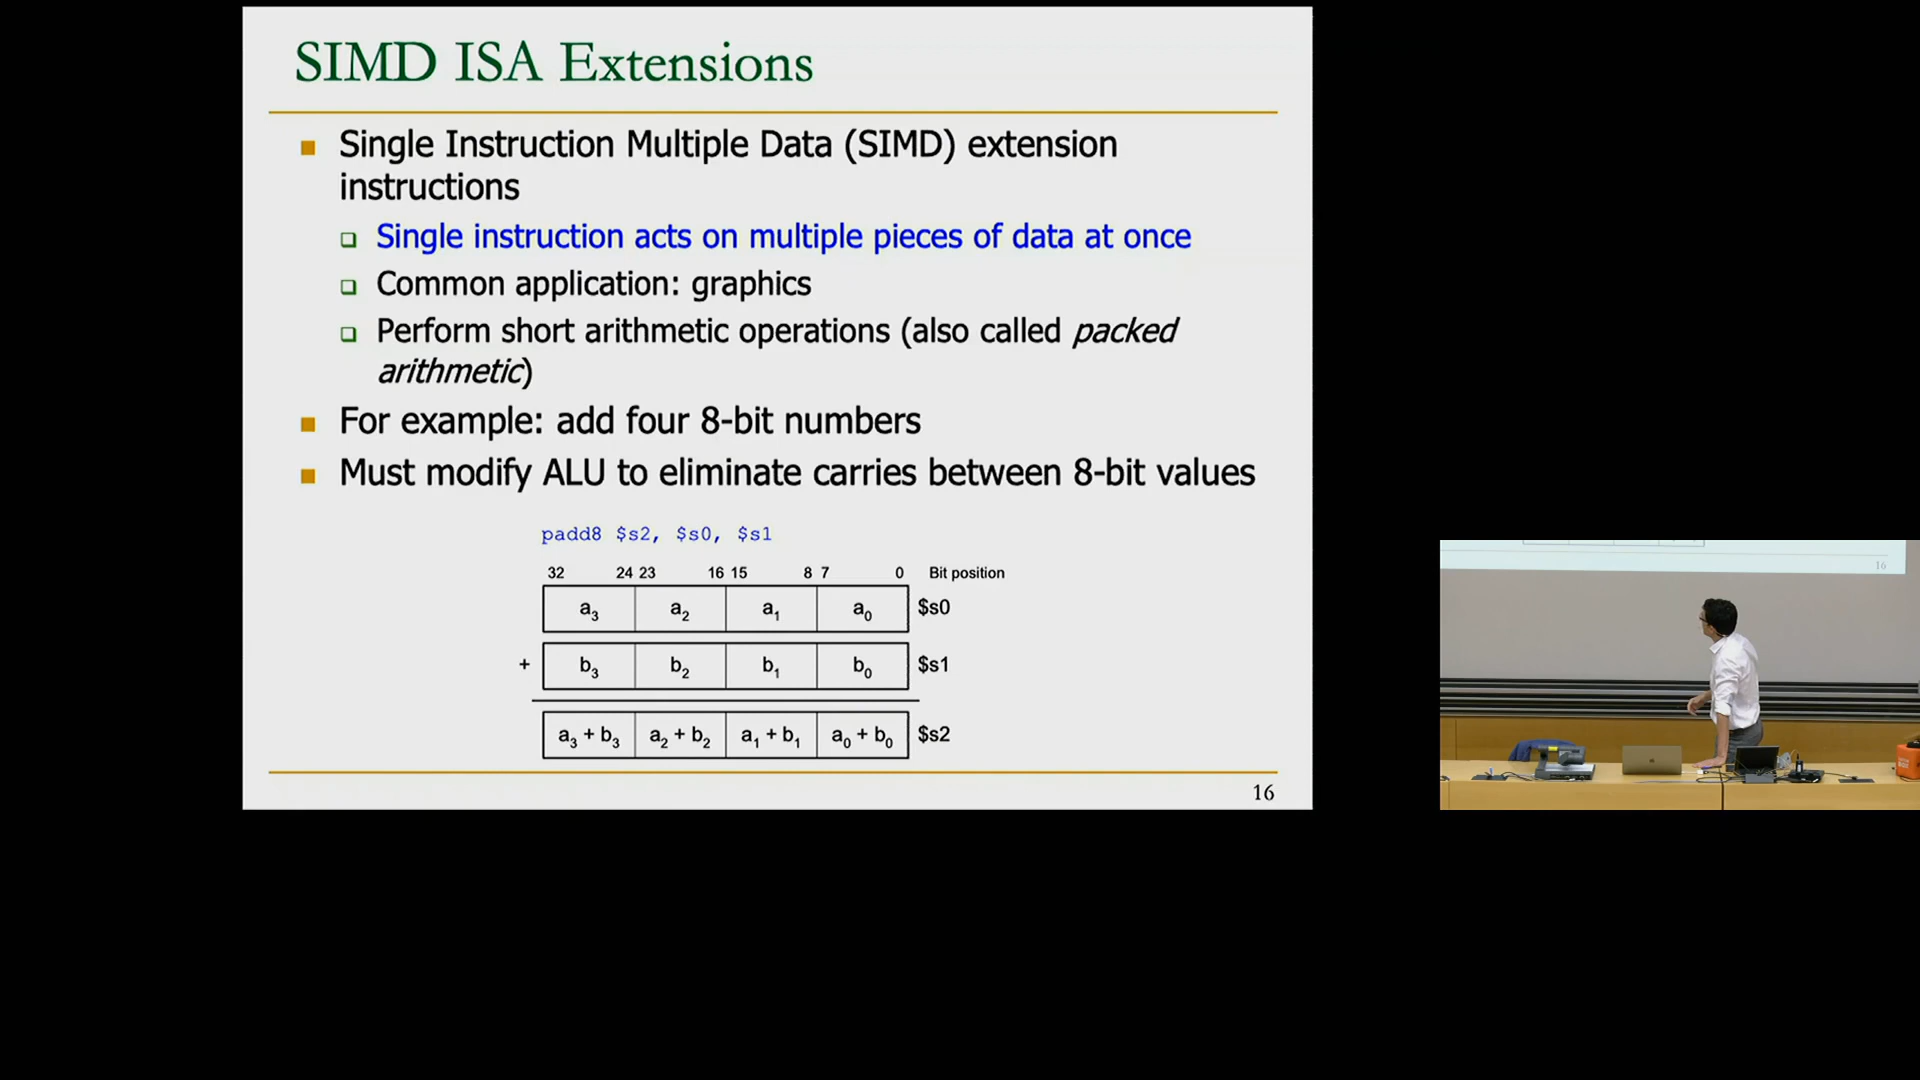 SIMD ISA Extensions
Single Instruction Multiple Data (SIMD) extension
instructions
Single instruction acts on multiple pieces of data at once
Common application: graphics
Perform short arithmetic operations (also called packed
arithmetic)
For example: add four 8-bit numbers
Must modify ALU to eliminate carries between 8-bit values
padd8 $s2, $s0, $s1
32 24 23 16 15 8 7 0 Bit position
a3 a2 a1 a0 $s0
+ b3 b2 b1 b0 $s1
a3 + b3 a2 + b2 a1 + b1 a0 + b0 $s2
16
16